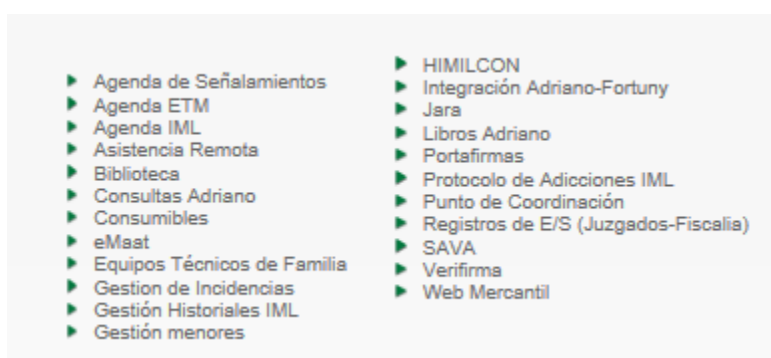 Agenda de Señalamientos
Agenda ETM
Agenda IML
Asistencia Remota
Biblioteca
Consultas Adriano
Consumibles
eMaat
Equipos Técnicos de Familia
Gestion de Incidencias
Gestión Historiales IML
Gestión menores
HIMILCON
Integración Adriano-Fortuny
Jara
Libros Adriano
Portafirmas
Protocolo de Adicciones IML
Punto de Coordinación
Registros de E/S (Juzgados-Fiscalia)
SAVA
Verifirma
Web Mercantil